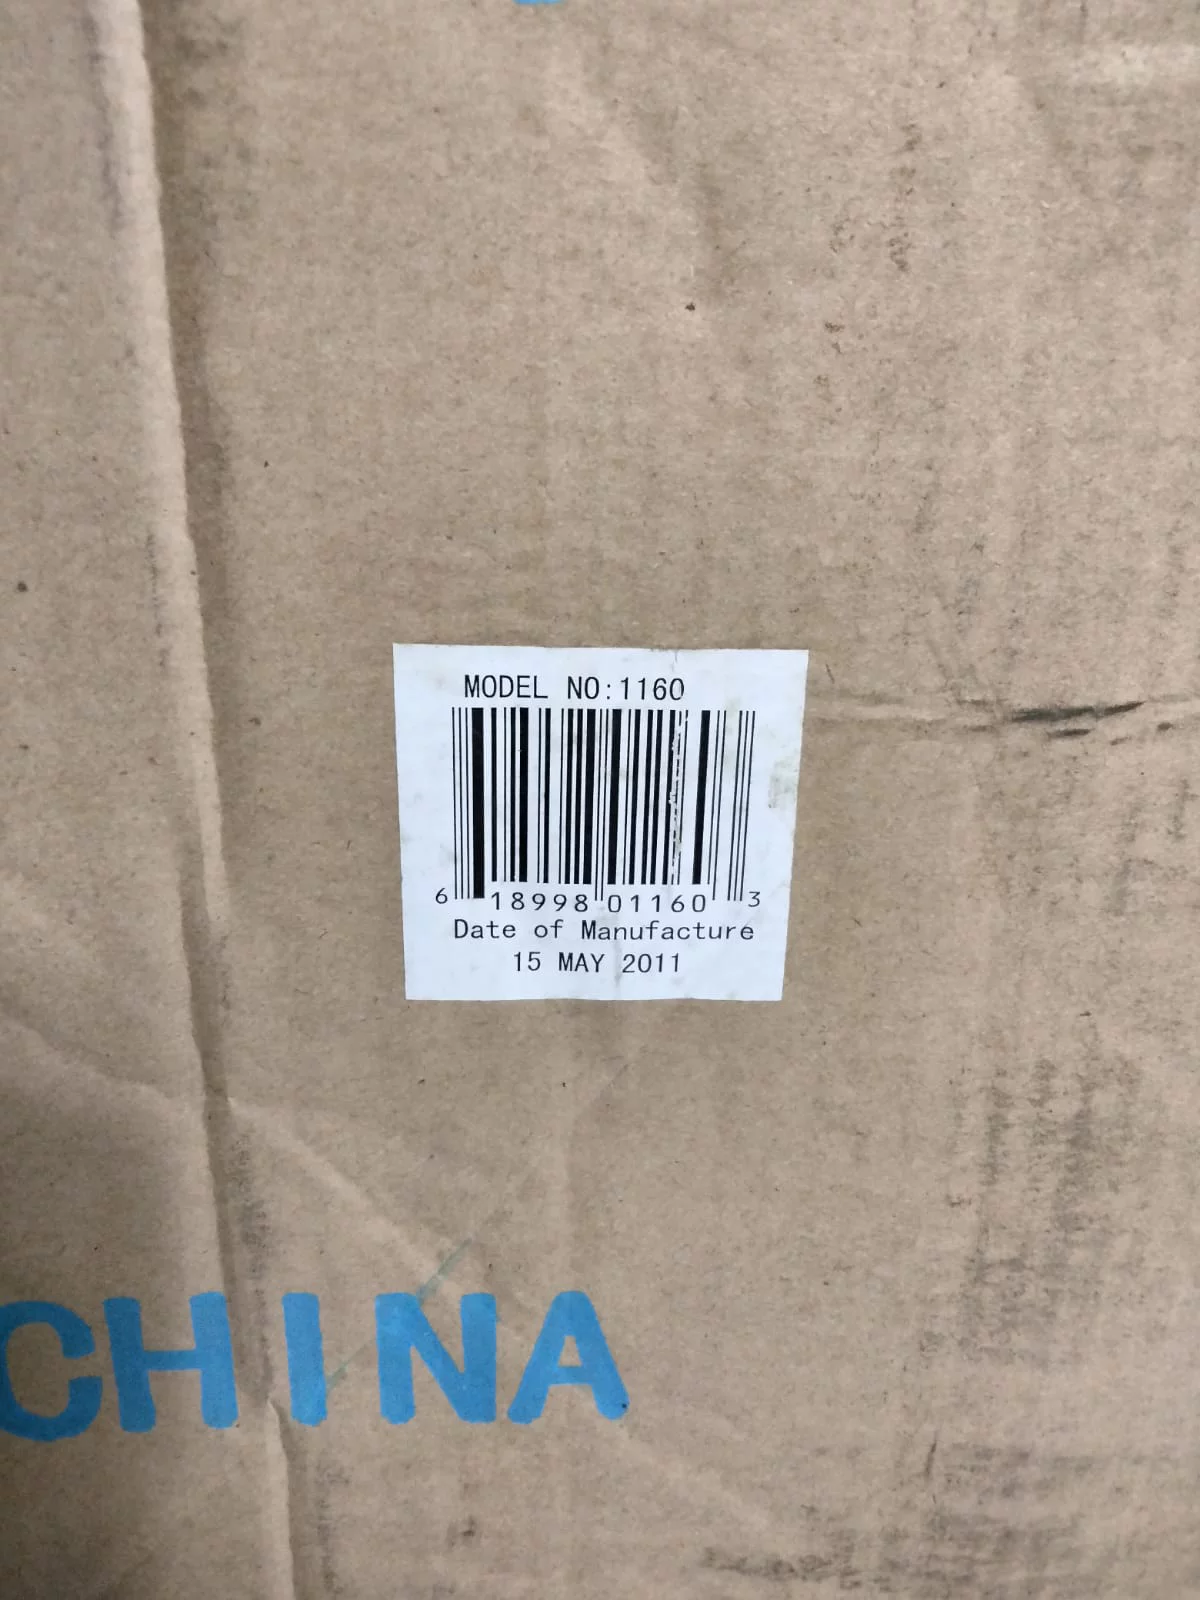 MODEL NO:1160
6 18998 01160 3
Date of Manufacture
15 MAY 2011
CHINA